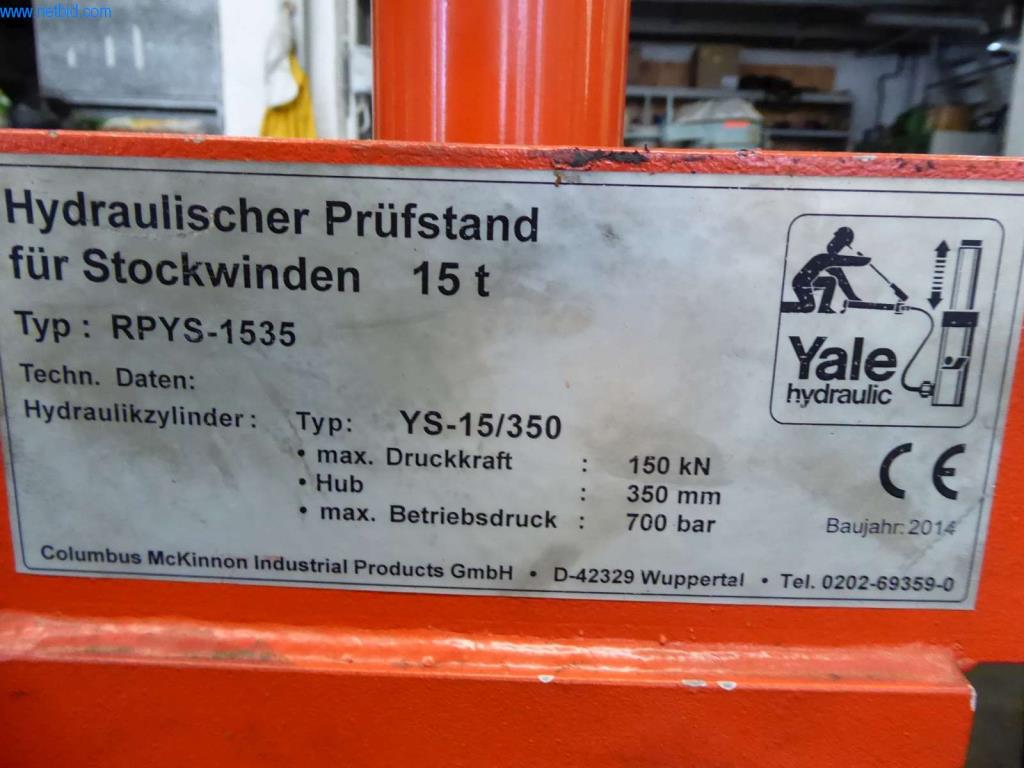 www.netbid.com
Hydraulischer Prüfstand
für Stockwinden 15 t
Typ : RPYS-1535
Techn. Daten:
Hydraulikzylinder : Typ: YS-15/350
• max. Druckkraft : 150 kN
• Hub : 350 mm
• max. Betriebsdruck : 700 bar
Yale
hydraulic
CE
Baujahr: 2014
Columbus McKinnon Industrial Products GmbH • D-42329 Wuppertal • Tel. 0202-69359-0